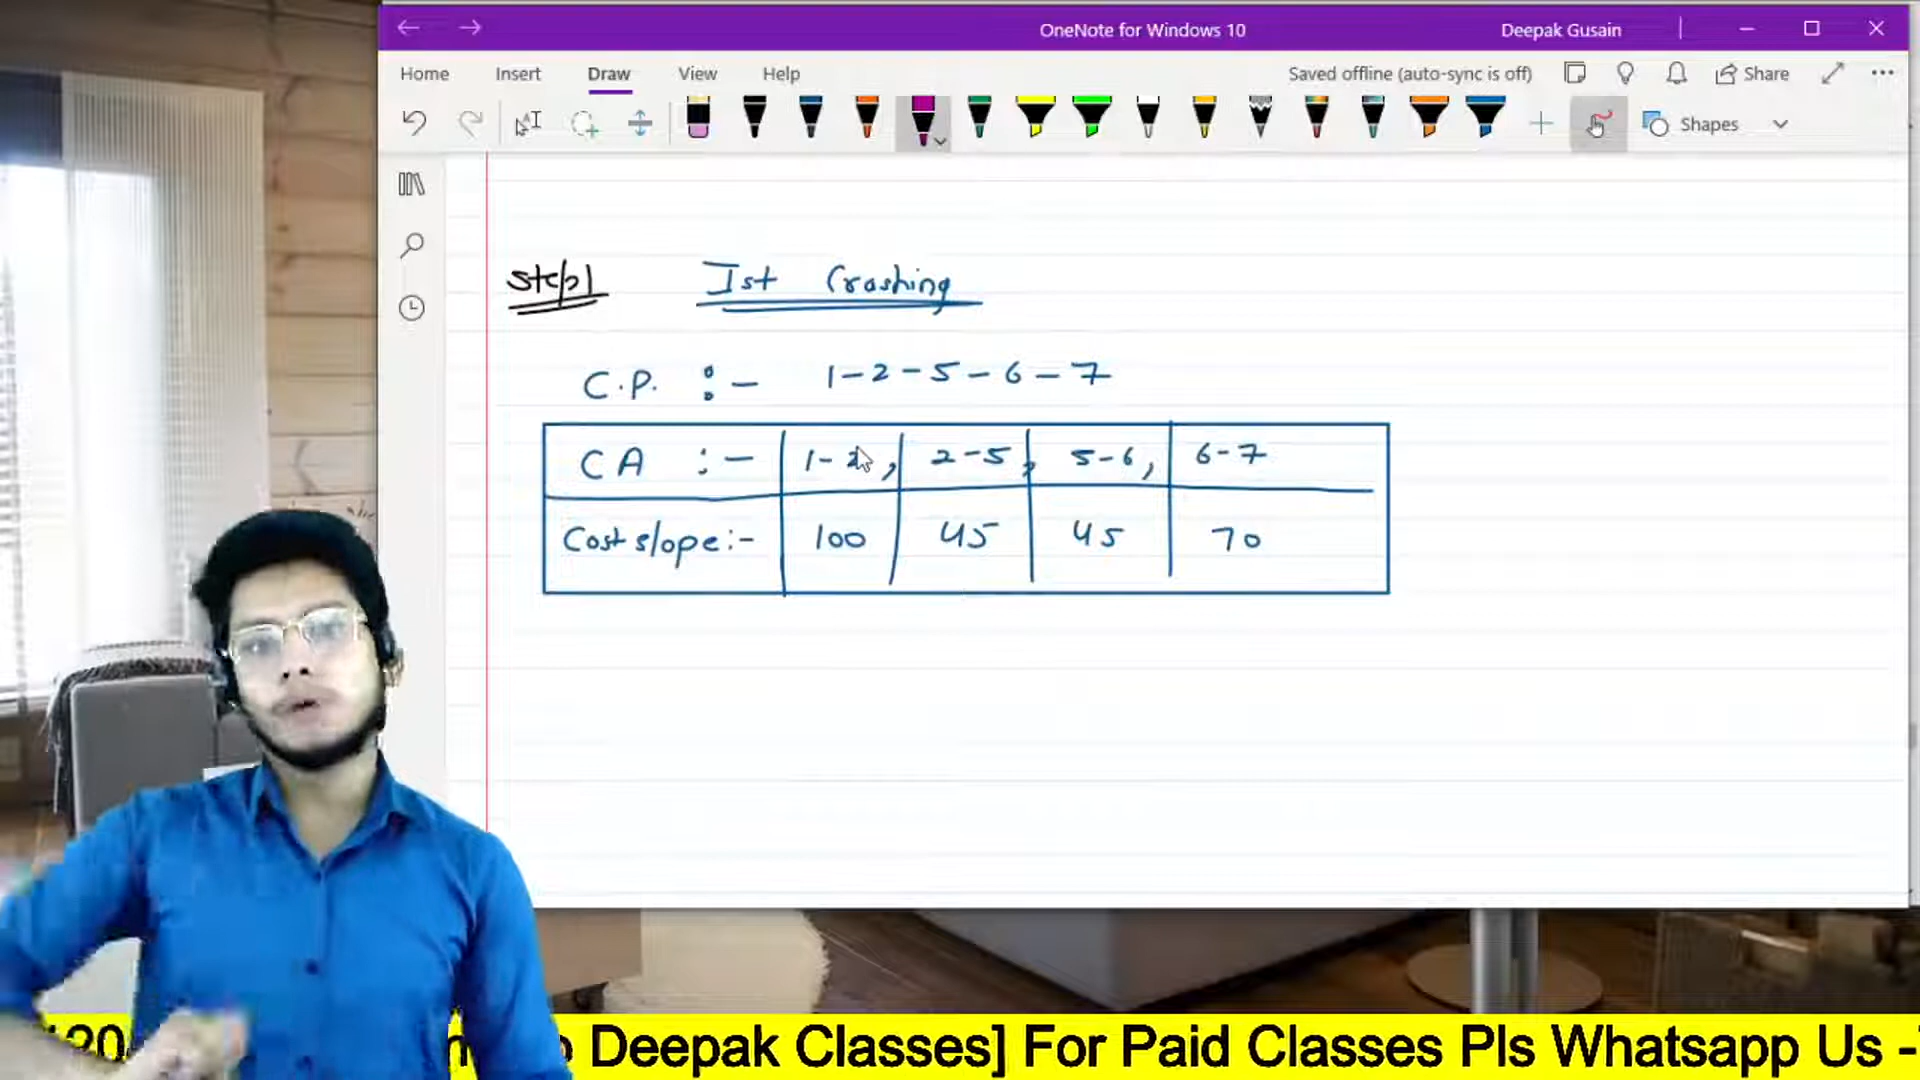 OneNote for Windows 10 Deepak Gusain
Home Insert Draw View Help Saved offline (auto-sync is off) Share
Shapes
Step1 Ist Crashing
C.P. :- 1-2-5-6-7
CA :- 1-2, 2-5, 5-6, 6-7
Cost slope:- 100 45 45 70
Deepak Classes] For Paid Classes Pls Whatsapp Us -